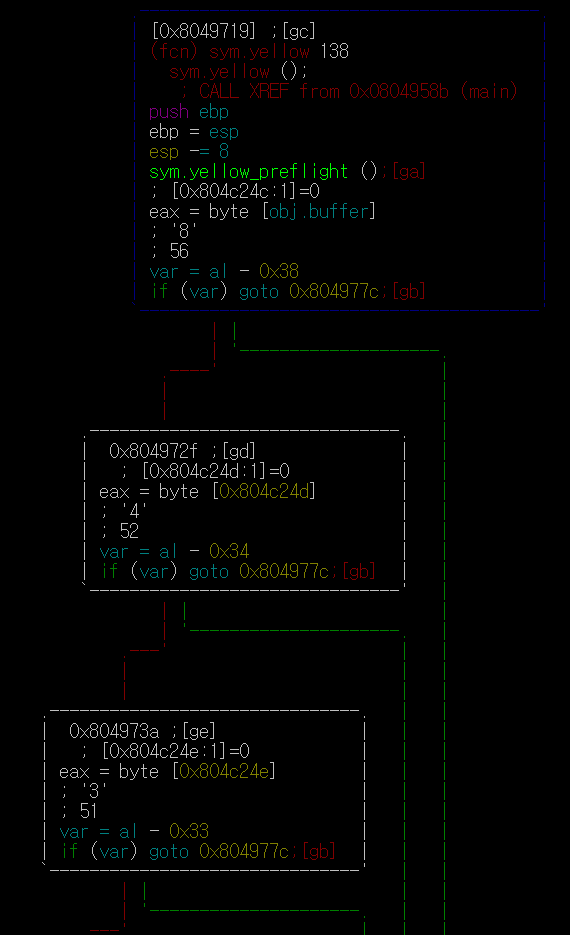 [0x8049719] ;[gc]
(fcn) sym.yellow 138
sym.yellow ();
; CALL XREF from 0x0804958b (main)
push ebp
ebp = esp
esp -= 8
sym.yellow_preflight ();[ga]
; [0x804c24c:1]=0
eax = byte [obj.buffer]
; '8'
; 56
var = al - 0x38
if (var) goto 0x804977c;[gb]
0x804972f ;[gd]
; [0x804c24d:1]=0
eax = byte [0x804c24d]
; '4'
; 52
var = al - 0x34
if (var) goto 0x804977c;[gb]
0x804973a ;[ge]
; [0x804c24e:1]=0
eax = byte [0x804c24e]
; '3'
; 51
var = al - 0x33
if (var) goto 0x804977c;[gb]